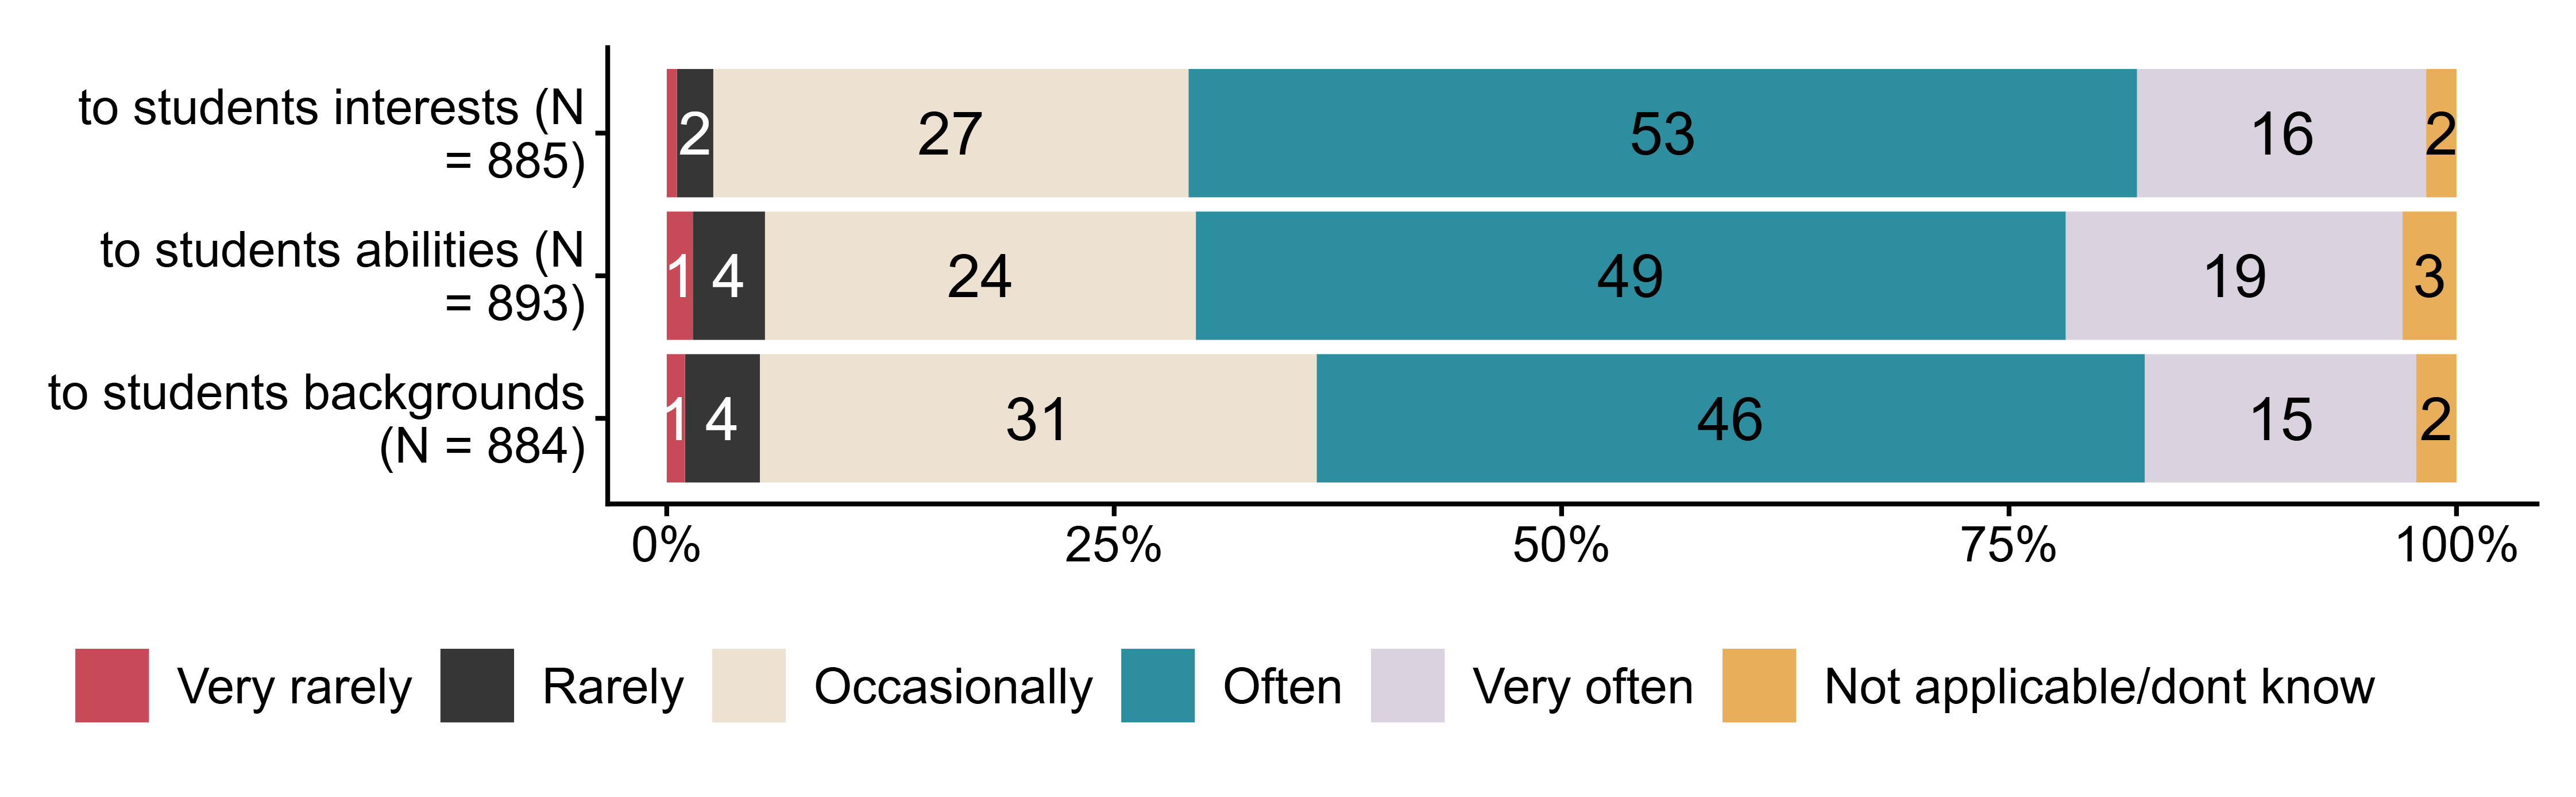 to students interests (N
= 885)
2 27 53 16 2
to students abilities (N
= 893)
1 4 24 49 19 3
to students backgrounds
(N = 884)
1 4 31 46 15 2
0% 25% 50% 75% 100%
Very rarely Rarely Occasionally Often Very often Not applicable/dont know